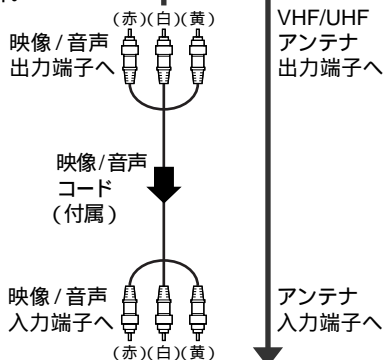 (赤)(白)(黄)
映像/音声
出力端子へ
VHF/UHF
アンテナ
出力端子へ
映像/音声
コード
(付属)
映像/音声
入力端子へ
アンテナ
入力端子へ
(赤)(白)(黄)